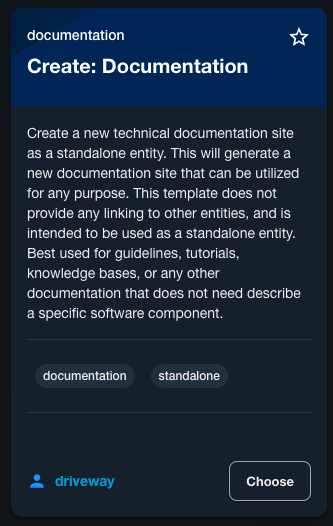 documentation
Create: Documentation
Create a new technical documentation site
as a standalone entity. This will generate a
new documentation site that can be utilized
for any purpose. This template does not
provide any linking to other entities, and is
intended to be used as a standalone entity.
Best used for guidelines, tutorials,
knowledge bases, or any other
documentation that does not need describe
a specific software component.
documentation standalone
driveway Choose